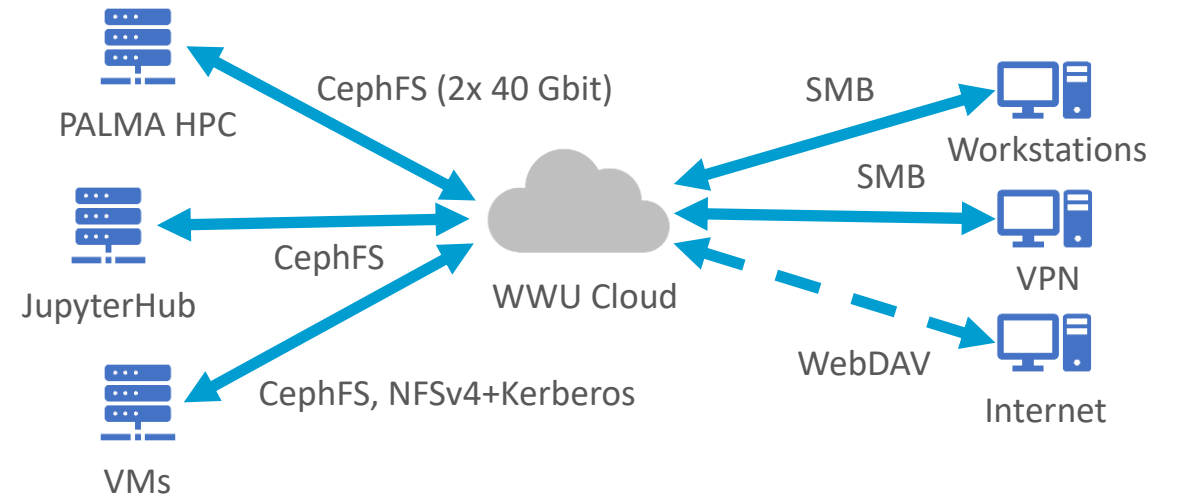 CephFS (2x 40 Gbit)
SMB
PALMA HPC
Workstations
SMB
CephFS
VPN
JupyterHub
WWU Cloud
WebDAV
CephFS, NFSv4+Kerberos
Internet
VMs